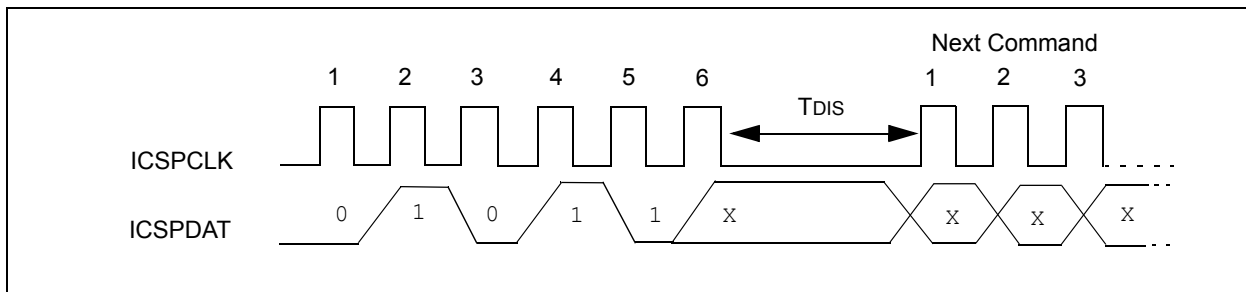 Next Command
1 2 3 4 5 6 1 2 3
TDIS
ICSPCLK
0 1 0 1 1 X X X X
ICSPDAT